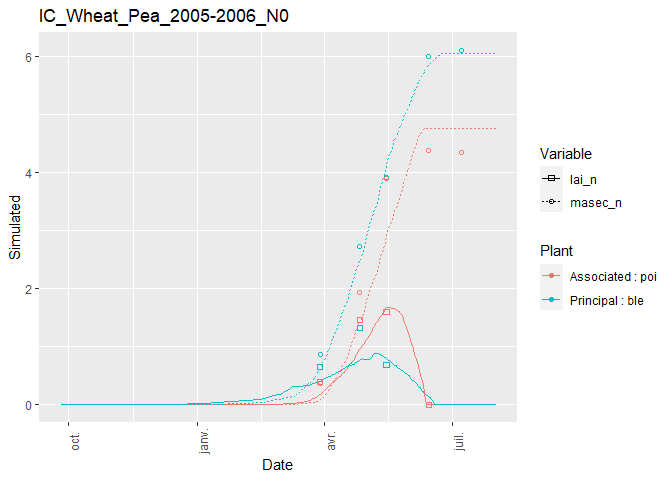 IC_Wheat_Pea_2005-2006_N0
6
4
2
0
Simulated
oct.
janv.
avr.
juil.
Date
Variable
lai_n
masec_n
Plant
Associated : poi
Principal : ble